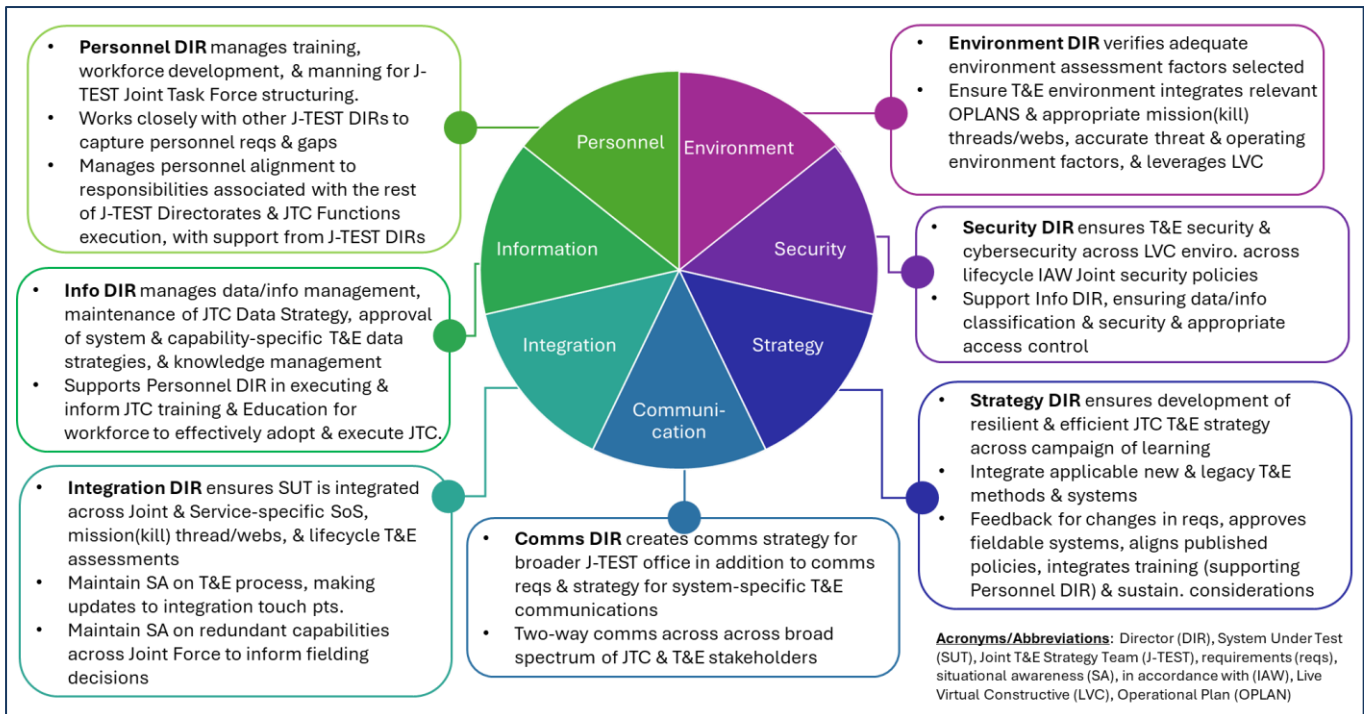 • Personnel DIR manages training,
workforce development, & manning for J-
TEST Joint Task Force structuring.
• Works closely with other J-TEST DIRs to
capture personnel reqs & gaps
• Manages personnel alignment to
responsibilities associated with the rest
of J-TEST Directorates & JTC Functions
execution, with support from J-TEST DIRs
• Info DIR manages data/info management,
maintenance of JTC Data Strategy, approval
of system & capability-specific T&E data
strategies, & knowledge management
• Supports Personnel DIR in executing &
inform JTC training & Education for
workforce to effectively adopt & execute JTC.
• Integration DIR ensures SUT is integrated
across Joint & Service-specific SoS,
mission(kill) thread/webs, & lifecycle T&E
assessments
• Maintain SA on T&E process, making
updates to integration touch pts.
• Maintain SA on redundant capabilities
across Joint Force to inform fielding
decisions
Personnel
Environment
Information
Security
Integration
Strategy
Communi-
cation
• Comms DIR creates comms strategy for
broader J-TEST office in addition to comms
reqs & strategy for system-specific T&E
communications
• Two-way comms across across broad
spectrum of JTC & T&E stakeholders
• Environment DIR verifies adequate
environment assessment factors selected
• Ensure T&E environment integrates relevant
OPLANS & appropriate mission(kill)
threads/webs, accurate threat & operating
environment factors, & leverages LVC
• Security DIR ensures T&E security &
cybersecurity across LVC enviro. across
lifecycle IAW Joint security policies
• Support Info DIR, ensuring data/info
classification & security & appropriate
access control
• Strategy DIR ensures development of
resilient & efficient JTC T&E strategy
across campaign of learning
• Integrate applicable new & legacy T&E
methods & systems
• Feedback for changes in reqs, approves
fieldable systems, aligns published
policies, integrates training (supporting
Personnel DIR) & sustain. considerations
Acronyms/Abbreviations: Director (DIR), System Under Test
(SUT), Joint T&E Strategy Team (J-TEST), requirements (reqs),
situational awareness (SA), in accordance with (IAW), Live
Virtual Constructive (LVC), Operational Plan (OPLAN)